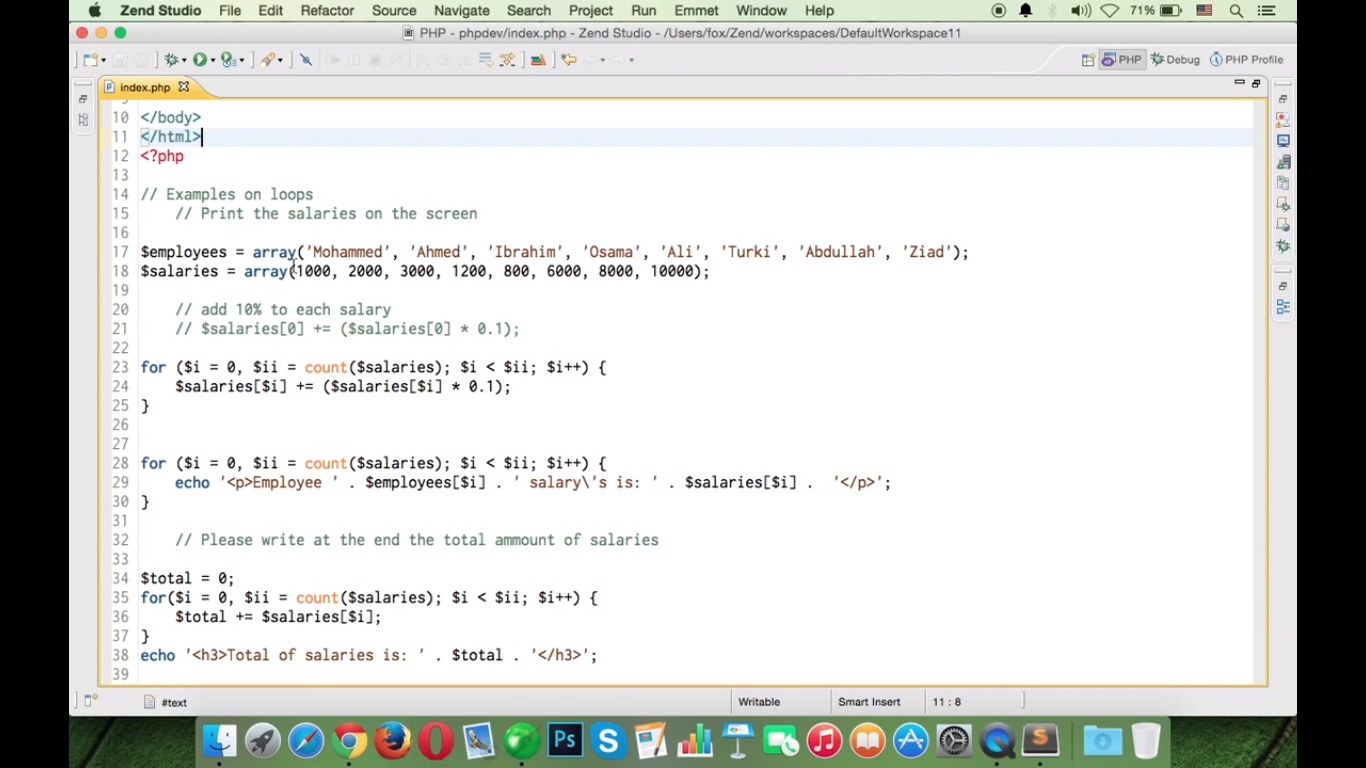 Zend Studio File Edit Refactor Source Navigate Search Project Run Emmet Window Help 71%
PHP - phpdev/index.php - Zend Studio - /Users/fox/Zend/workspaces/DefaultWorkspace11
PHP Debug PHP Profile
index.php
10 </body>
11 </html>
12 <?php
13
14 // Examples on loops
15 // Print the salaries on the screen
16
17 $employees = array('Mohammed', 'Ahmed', 'Ibrahim', 'Osama', 'Ali', 'Turki', 'Abdullah', 'Ziad');
18 $salaries = array(1000, 2000, 3000, 1200, 800, 6000, 8000, 10000);
19
20 // add 10% to each salary
21 // $salaries[0] += ($salaries[0] * 0.1);
22
23 for ($i = 0, $ii = count($salaries); $i < $ii; $i++) {
24 $salaries[$i] += ($salaries[$i] * 0.1);
25 }
26
27
28 for ($i = 0, $ii = count($salaries); $i < $ii; $i++) {
29 echo '<p>Employee ' . $employees[$i] . ' salary\'s is: ' . $salaries[$i] .  '</p>';
30 }
31
32 // Please write at the end the total ammount of salaries
33
34 $total = 0;
35 for($i = 0, $ii = count($salaries); $i < $ii; $i++) {
36 $total += $salaries[$i];
37 }
38 echo '<h3>Total of salaries is: ' . $total . '</h3>';
39
#text Writable Smart Insert 11 : 8
Ps